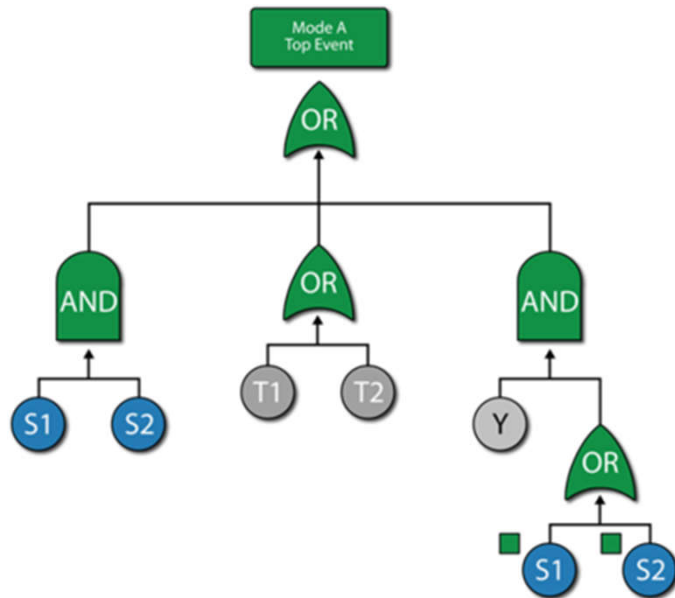 Mode A
Top Event
OR
AND
OR
AND
S1 S2
T1 T2
Y
OR
S1 S2